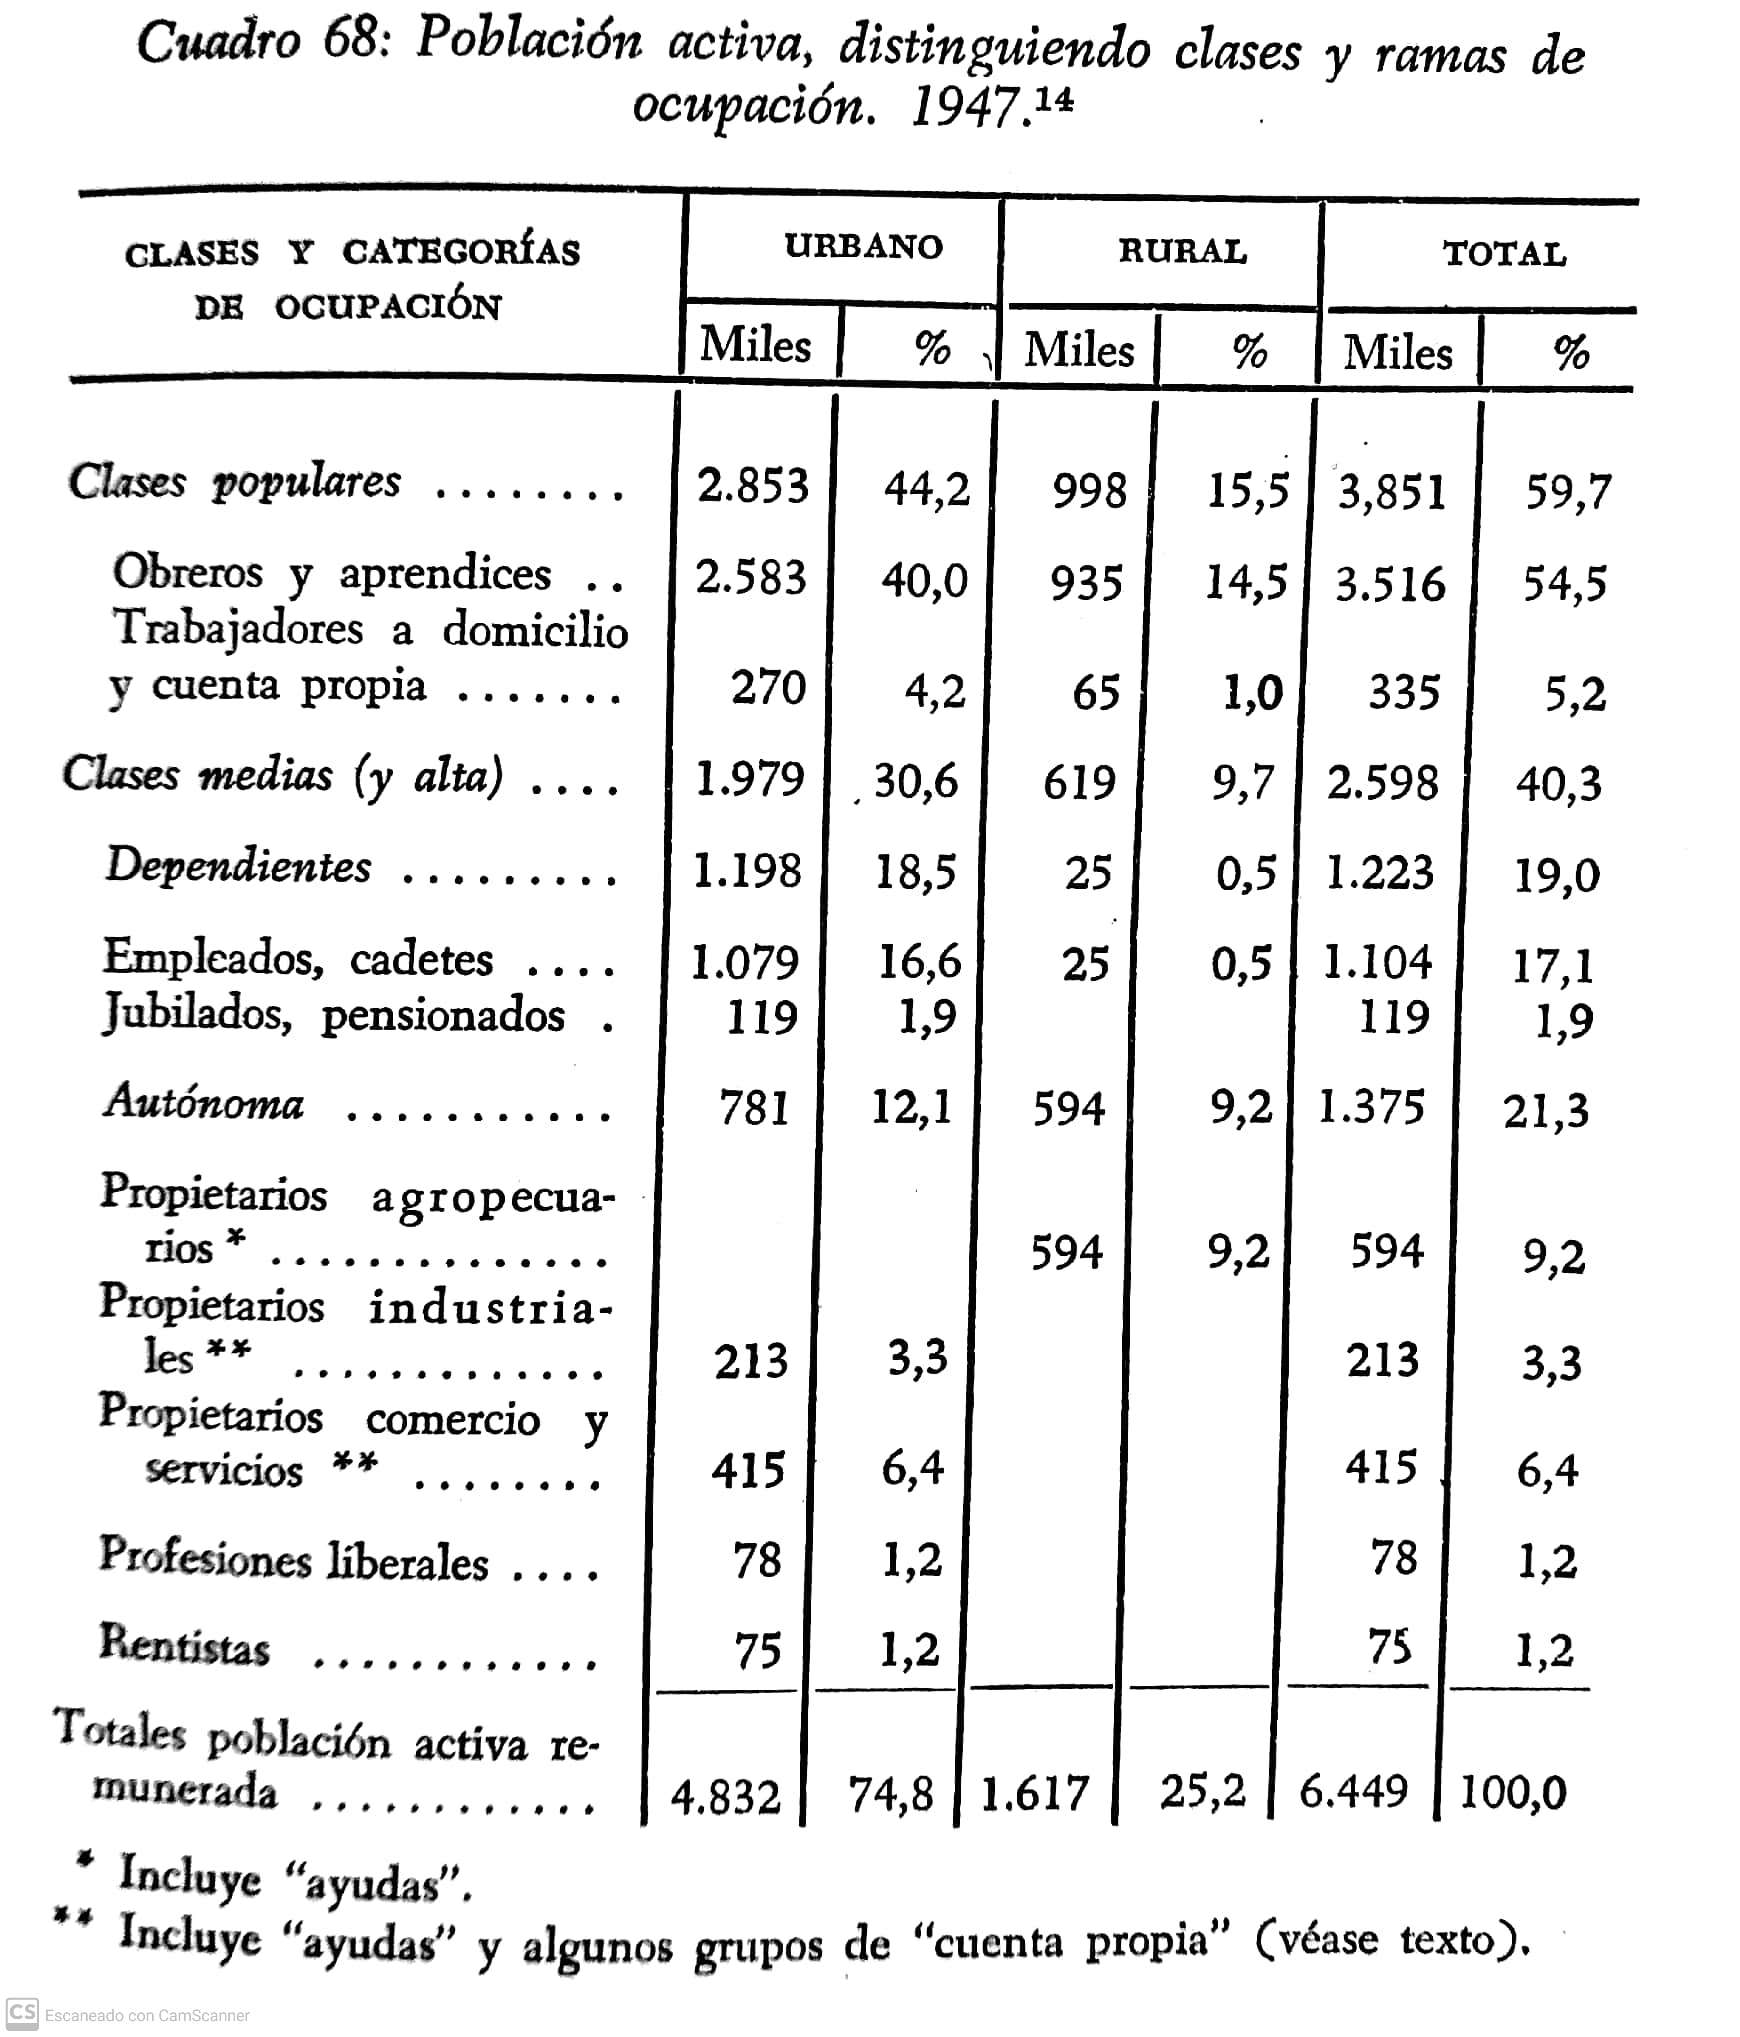 Cuadro 68: Población activa, distinguiendo clases y ramas de
ocupación. 1947.¹⁴
CLASES Y CATEGORÍAS
DE OCUPACIÓN
URBANO RURAL TOTAL
Miles % Miles % Miles %
Clases populares ........ 2.853 44,2 998 15,5 3,851 59,7
Obreros y aprendices .. 2.583 40,0 935 14,5 3.516 54,5
Trabajadores a domicilio
y cuenta propia ....... 270 4,2 65 1,0 335 5,2
Clases medias (y alta) .... 1.979 30,6 619 9,7 2.598 40,3
Dependientes ......... 1.198 18,5 25 0,5 1.223 19,0
Empleados, cadetes .... 1.079 16,6 25 0,5 1.104 17,1
Jubilados, pensionados . 119 1,9 119 1,9
Autónoma ........... 781 12,1 594 9,2 1.375 21,3
Propietarios agropecua-
rios * .............. 594 9,2 594 9,2
Propietarios industria-
les ** ............. 213 3,3 213 3,3
Propietarios comercio y
servicios ** ........ 415 6,4 415 6,4
Profesiones liberales .... 78 1,2 78 1,2
Rentistas ............ 75 1,2 75 1,2
Totales población activa re-
munerada ............ 4.832 74,8 1.617 25,2 6.449 100,0
* Incluye “ayudas”.
** Incluye “ayudas” y algunos grupos de “cuenta propia” (véase texto).
CS Escaneado con CamScanner